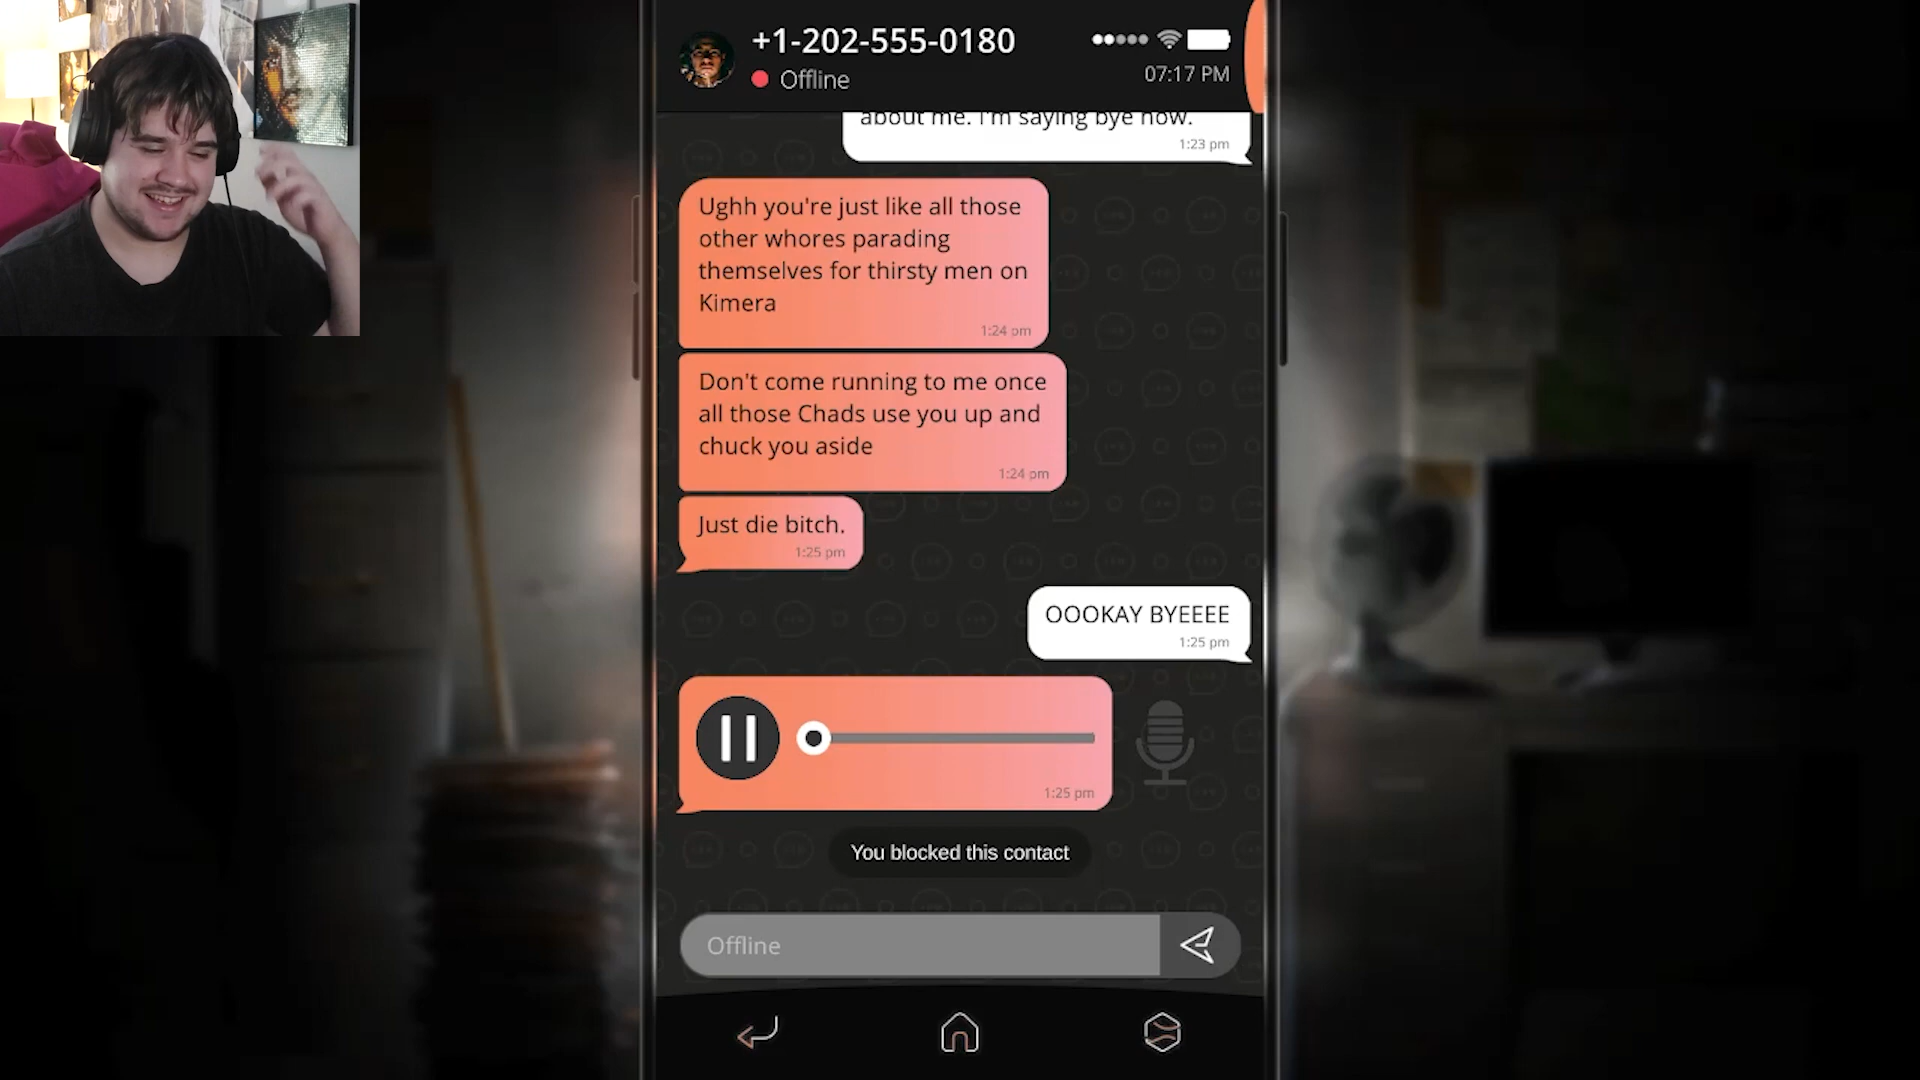 +1-202-555-0180
Offline
07:17 PM
about me. I'm saying bye now.
1:23 pm
Ughh you're just like all those
other whores parading
themselves for thirsty men on
Kimera
1:24 pm
Don't come running to me once
all those Chads use you up and
chuck you aside
1:24 pm
Just die bitch.
1:25 pm
OOOKAY BYEEEE
1:25 pm
1:25 pm
You blocked this contact
Offline